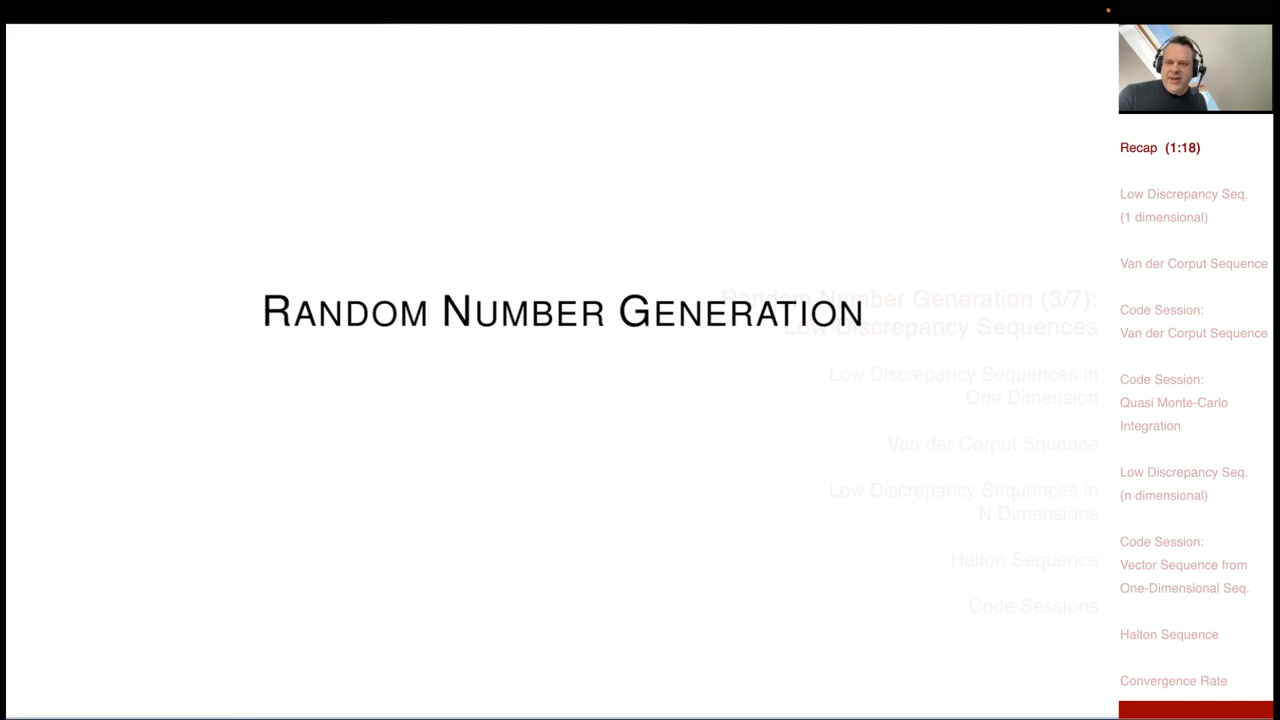 RANDOM NUMBER GENERATION
Random Number Generation (3/7):
Low Discrepancy Sequences
Low Discrepancy Sequences in
One Dimension
Van der Corput Squence
Low Discrepancy Sequences in
N Dimensions
Halton Sequence
Code Sessions
Recap (1:18)
Low Discrepancy Seq.
(1 dimensional)
Van der Corput Sequence
Code Session:
Van der Corput Sequence
Code Session:
Quasi Monte-Carlo
Integration
Low Discrepancy Seq.
(n dimensional)
Code Session:
Vector Sequence from
One-Dimensional Seq.
Halton Sequence
Convergence Rate